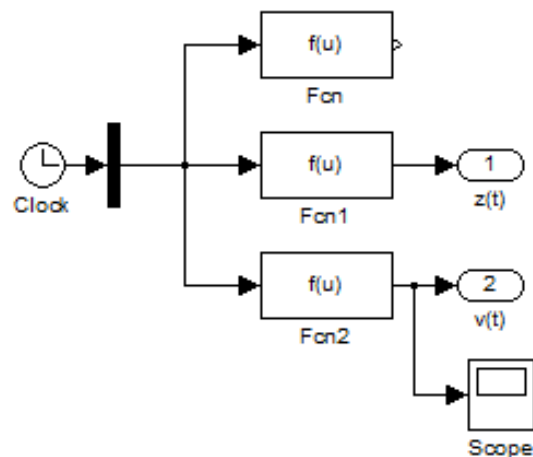 f(u)
Fcn
Clock
f(u)
Fcn1
1
z(t)
f(u)
Fcn2
2
v(t)
Scope